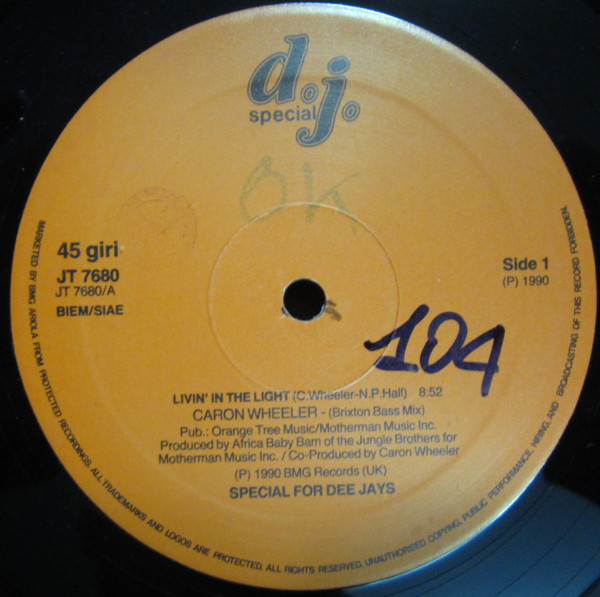 d.j.
special
OK
45 giri
JT 7680
JT 7680/A
BIEM/SIAE
Side 1
(P) 1990
104
LIVIN' IN THE LIGHT (C.Wheeler-N.P.Hall) 8:52
CARON WHEELER - (Brixton Bass Mix)
Pub.: Orange Tree Music/Motherman Music Inc.
Produced by Africa Baby Bam of the Jungle Brothers for
Motherman Music Inc. / Co-Produced by Caron Wheeler
(P) 1990 BMG Records (UK)
SPECIAL FOR DEE JAYS
MARKETED BY BMG ARIOLA FROM PROTECTED RECORDINGS. ALL TRADEMARKS AND LOGOS ARE PROTECTED. ALL RIGHTS RESERVED. UNAUTHORISED COPYING, PUBLIC PERFORMANCE, HIRING, AND BROADCASTING OF THIS RECORD FORBIDDEN.